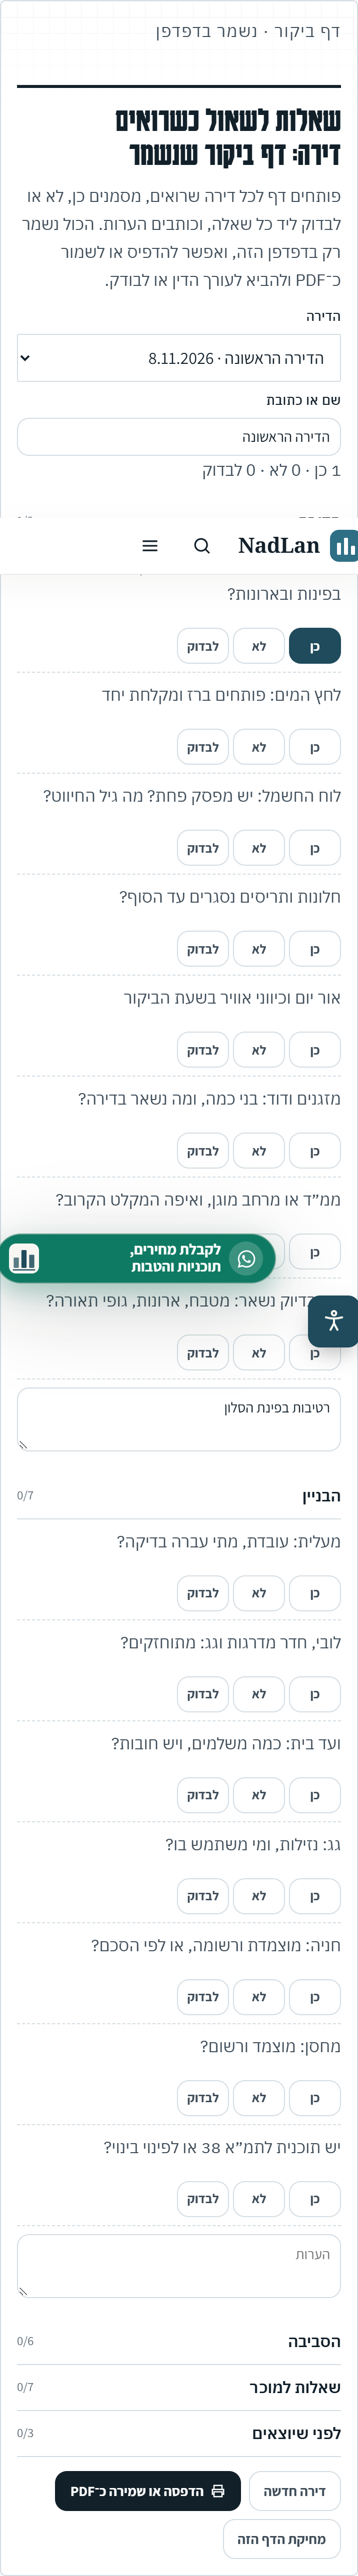 דף ביקור · נשמר בדפדפן
שאלות לשאול כשרואים
דירה: דף ביקור שנשמר
פותחים דף לכל דירה שרואים, מסמנים כן, לא או
לבדוק ליד כל שאלה, וכותבים הערות. הכול נשמר
רק בדפדפן הזה, ואפשר להדפיס או לשמור
כ־PDF ולהביא לעורך הדין או לבודק.
הדירה
הדירה הראשונה · 8.11.2026
שם או כתובת
הדירה הראשונה
1 כן · 0 לא · 0 לבדוק
NadLan
בפינות ובארונות?
כן
לא
לבדוק
לחץ המים: פותחים ברז ומקלחת יחד
כן
לא
לבדוק
לוח החשמל: יש מפסק פחת? מה גיל החיווט?
כן
לא
לבדוק
חלונות ותריסים נסגרים עד הסוף?
כן
לא
לבדוק
אור יום וכיווני אוויר בשעת הביקור
כן
לא
לבדוק
מזגנים ודוד: בני כמה, ומה נשאר בדירה?
כן
לא
לבדוק
ממ״ד או מרחב מוגן, ואיפה המקלט הקרוב?
כן
לקבלת מחירים,
תוכניות והטבות
נשאר: מטבח, ארונות, גופי תאורה?
כן
לא
לבדוק
רטיבות בפינת הסלון
הבניין
0/7
מעלית: עובדת, מתי עברה בדיקה?
כן
לא
לבדוק
לובי, חדר מדרגות וגג: מתוחזקים?
כן
לא
לבדוק
ועד בית: כמה משלמים, ויש חובות?
כן
לא
לבדוק
גג: נזילות, ומי משתמש בו?
כן
לא
לבדוק
חניה: מוצמדת ורשומה, או לפי הסכם?
כן
לא
לבדוק
מחסן: מוצמד ורשום?
כן
לא
לבדוק
יש תוכנית לתמ״א 38 או לפינוי בינוי?
כן
לא
לבדוק
הערות
הסביבה
0/6
שאלות למוכר
0/7
לפני שיוצאים
0/3
דירה חדשה
הדפסה או שמירה כ־PDF
מחיקת הדף הזה